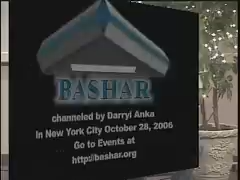 BASHAR
channeled by Darryl Anka
In New York City October 28, 2006
Go to Events at
http://bashar.org